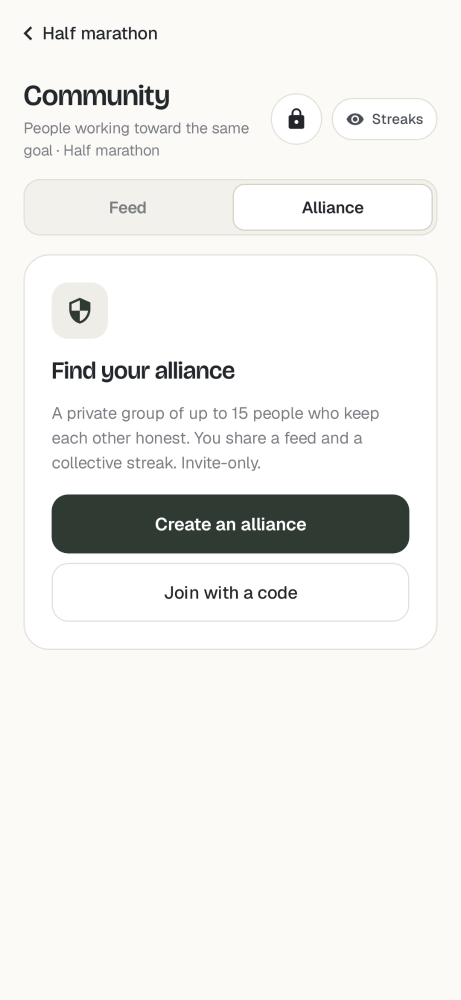 Half marathon
Community
People working toward the same
goal · Half marathon
Streaks
Feed
Alliance
Find your alliance
A private group of up to 15 people who keep
each other honest. You share a feed and a
collective streak. Invite-only.
Create an alliance
Join with a code